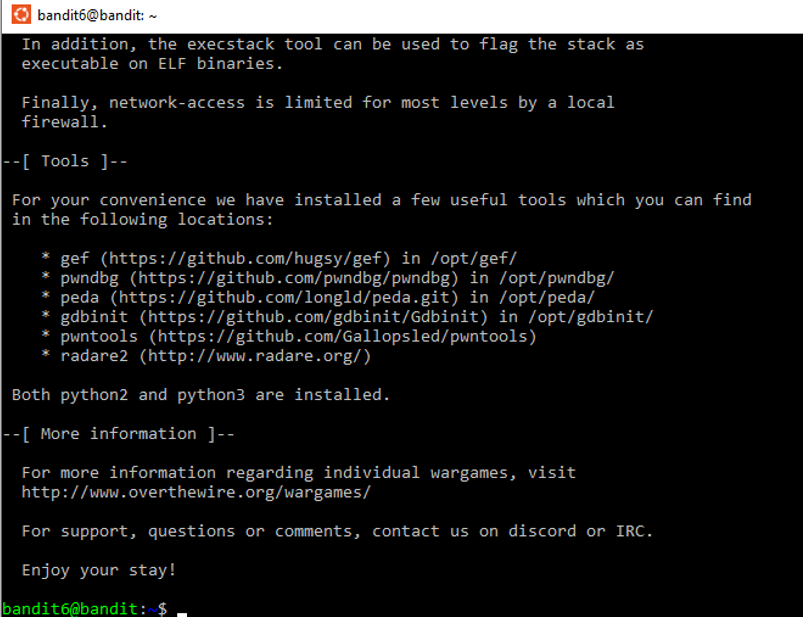 bandit6@bandit: ~
In addition, the execstack tool can be used to flag the stack as
executable on ELF binaries.
Finally, network-access is limited for most levels by a local
firewall.
--[ Tools ]--
For your convenience we have installed a few useful tools which you can find
in the following locations:
* gef (https://github.com/hugsy/gef) in /opt/gef/
* pwndbg (https://github.com/pwndbg/pwndbg) in /opt/pwndbg/
* peda (https://github.com/longld/peda.git) in /opt/peda/
* gdbinit (https://github.com/gdbinit/Gdbinit) in /opt/gdbinit/
* pwntools (https://github.com/Gallopsled/pwntools)
* radare2 (http://www.radare.org/)
Both python2 and python3 are installed.
--[ More information ]--
For more information regarding individual wargames, visit
http://www.overthewire.org/wargames/
For support, questions or comments, contact us on discord or IRC.
Enjoy your stay!
bandit6@bandit:~$